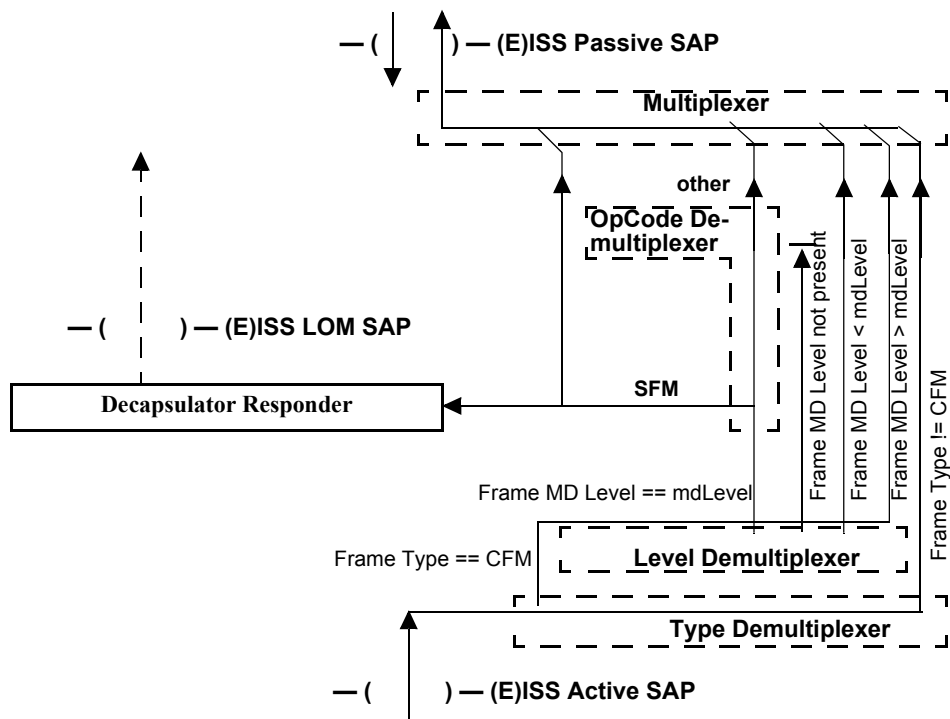 — ( ) — (E)ISS Passive SAP
Multiplexer
other
OpCode De-
multiplexer
Frame MD Level not present
Frame MD Level < mdLevel
Frame MD Level > mdLevel
Frame Type != CFM
— ( ) — (E)ISS LOM SAP
Decapsulator Responder
SFM
Frame MD Level == mdLevel
Frame Type == CFM
Level Demultiplexer
Type Demultiplexer
— ( ) — (E)ISS Active SAP